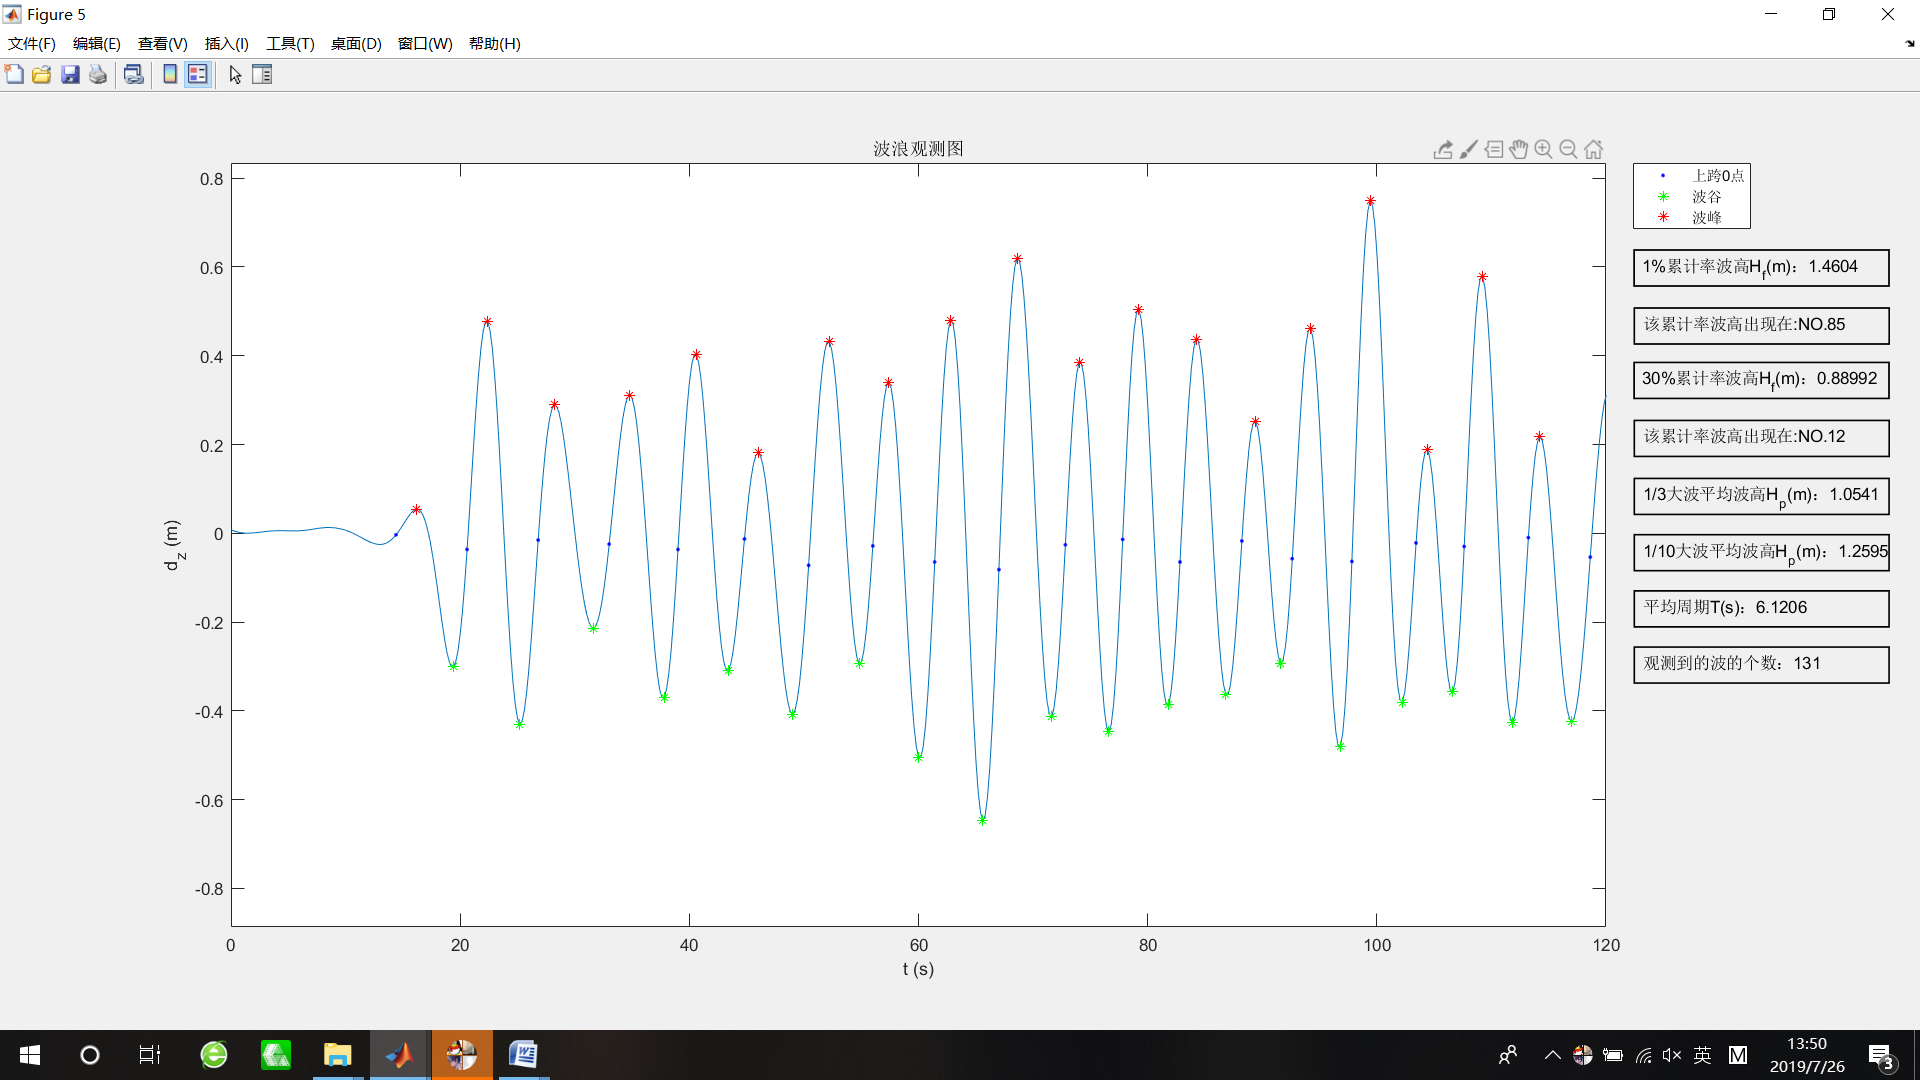 Figure 5
文件(F) 编辑(E) 查看(V) 插入(I) 工具(T) 桌面(D) 窗口(W) 帮助(H)
波浪观测图
0.8
0.6
0.4
0.2
0
-0.2
-0.4
-0.6
-0.8
d_z (m)
0 20 40 60 80 100 120
t (s)
上跨0点
波谷
波峰
1%累计率波高H_f(m)：1.4604
该累计率波高出现在:NO.85
30%累计率波高H_f(m)：0.88992
该累计率波高出现在:NO.12
1/3大波平均波高H_p(m)：1.0541
1/10大波平均波高H_p(m)：1.2595
平均周期T(s)：6.1206
观测到的波的个数：131
英 M
13:50
2019/7/26
3